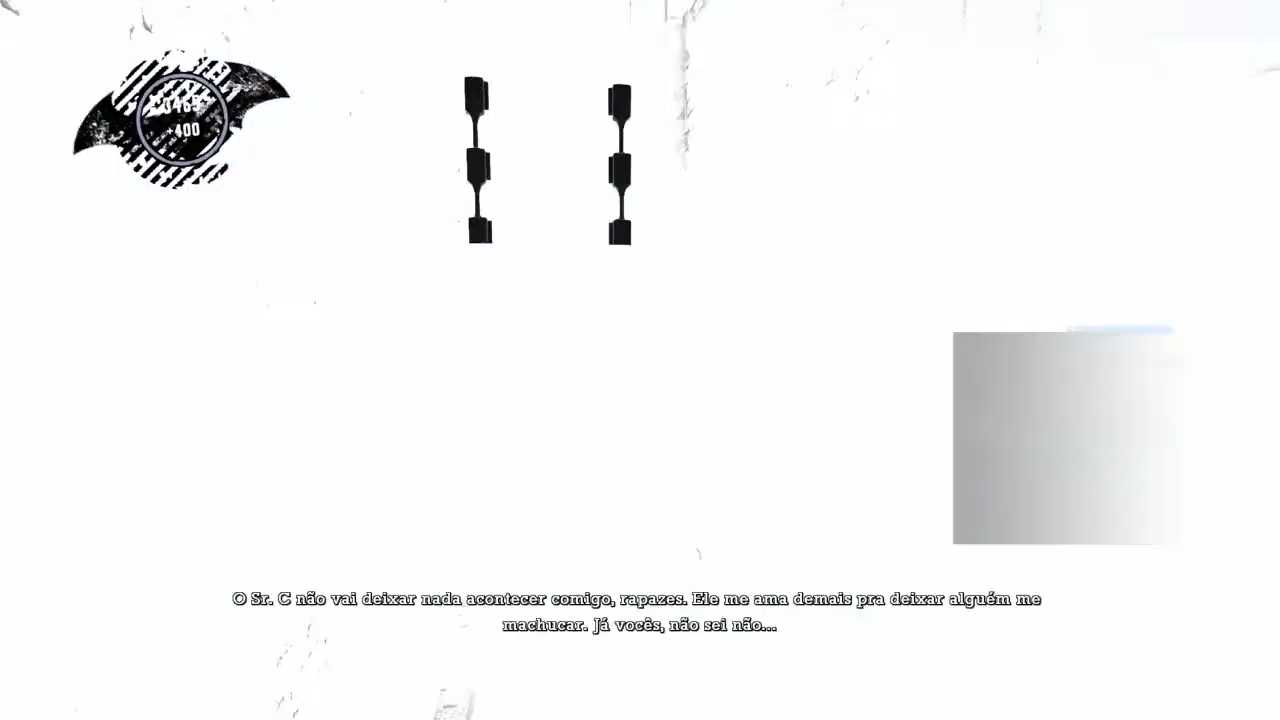 +400
O Sr. C não vai deixar nada acontecer comigo, rapazes. Ele me ama demais pra deixar alguém me
machucar. Já vocês, não sei não...